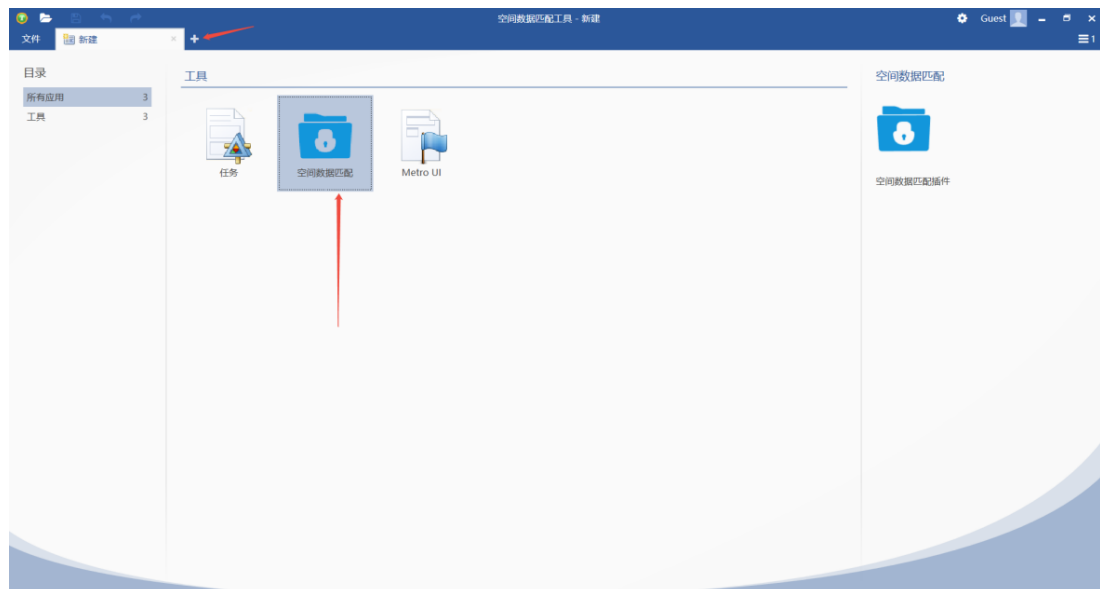 空间数据匹配工具 - 新建
Guest
文件
新建
1
目录
所有应用 3
工具 3
工具
任务
空间数据匹配
Metro UI
空间数据匹配
空间数据匹配插件